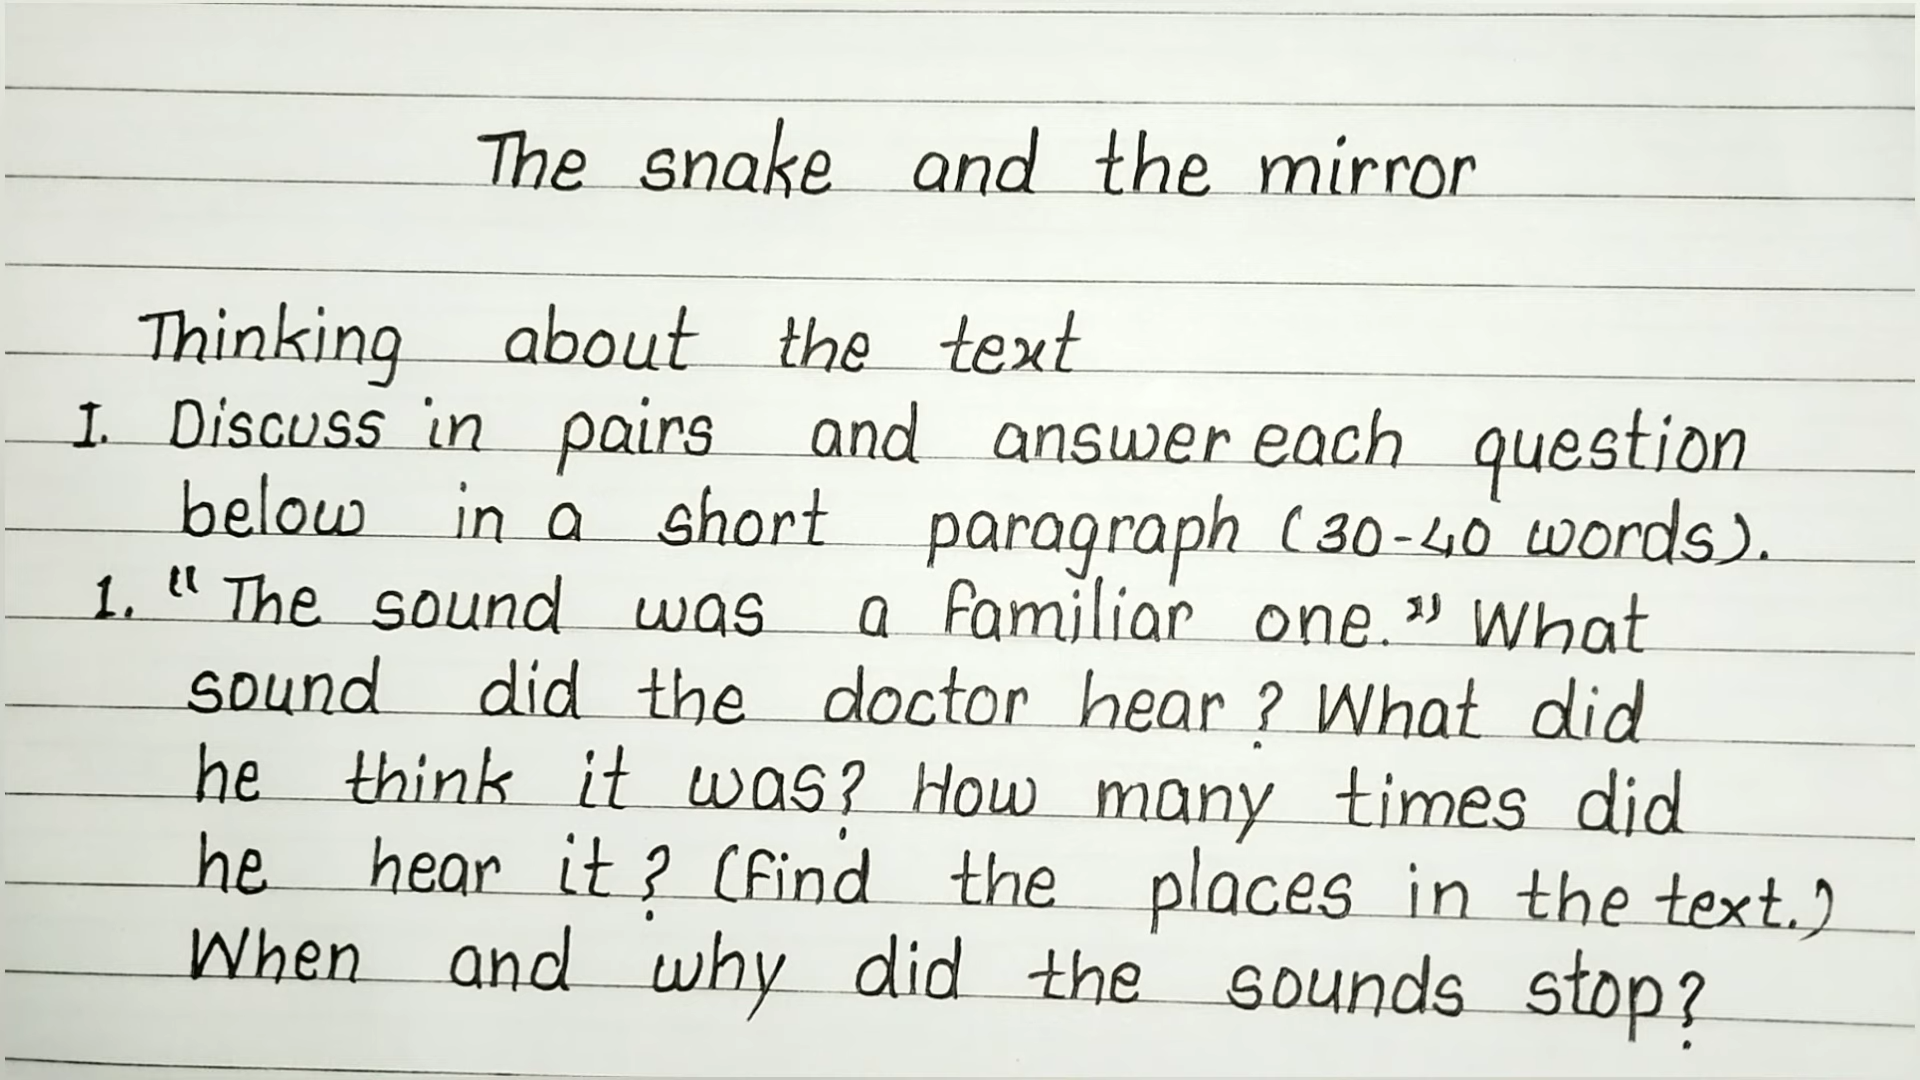 The snake and the mirror
Thinking about the text
I. Discuss in pairs and answer each question
below in a short paragraph (30-40 words).
1. "The sound was a familiar one." What
sound did the doctor hear? What did
he think it was? How many times did
he hear it? (Find the places in the text.)
When and why did the sounds stop?